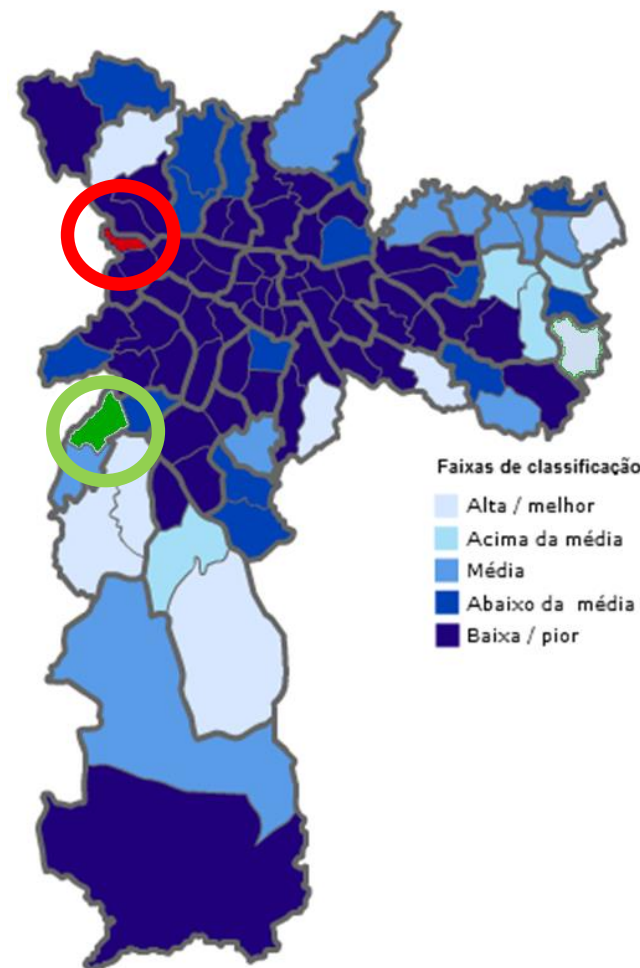 Faixas de classificação
Alta / melhor
Acima da média
Média
Abaixo da média
Baixa / pior